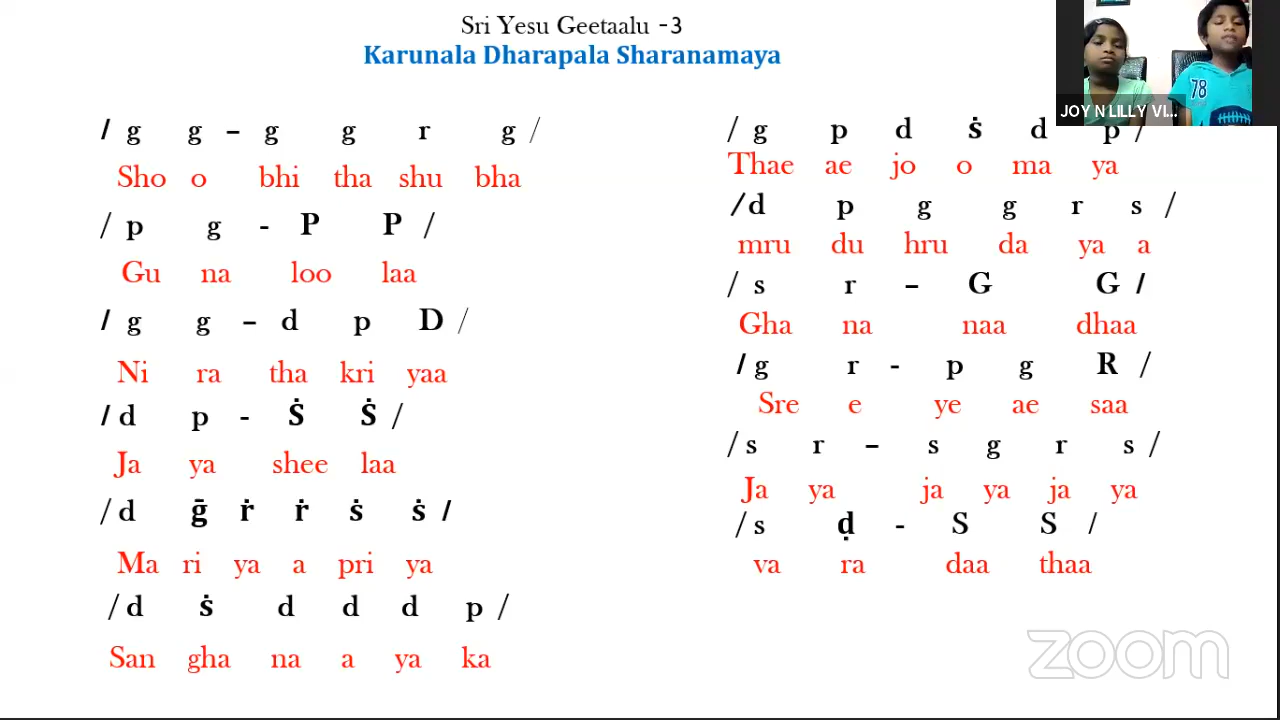 Sri Yesu Geetaalu -3
Karunala Dharapala Sharanamaya
/ g g – g g r g /
Sho o bhi tha shu bha
/ p g - P P /
Gu na loo laa
/ g g – d p D /
Ni ra tha kri yaa
/ d p - Ṡ Ṡ /
Ja ya shee laa
/ d ḡ ṙ ṙ ṡ ṡ /
Ma ri ya a pri ya
/ d ṡ d d d p /
San gha na a ya ka
/ g p d ṡ d p /
Thae ae jo o ma ya
/ d p g g r s /
mru du hru da ya a
/ s r – G G /
Gha na naa dhaa
/ g r - p g R /
Sre e ye ae saa
/ s r – s g r s /
Ja ya ja ya ja ya
/ s ḍ - S S /
va ra daa thaa
JOY N LILLY VI...
78
zoom